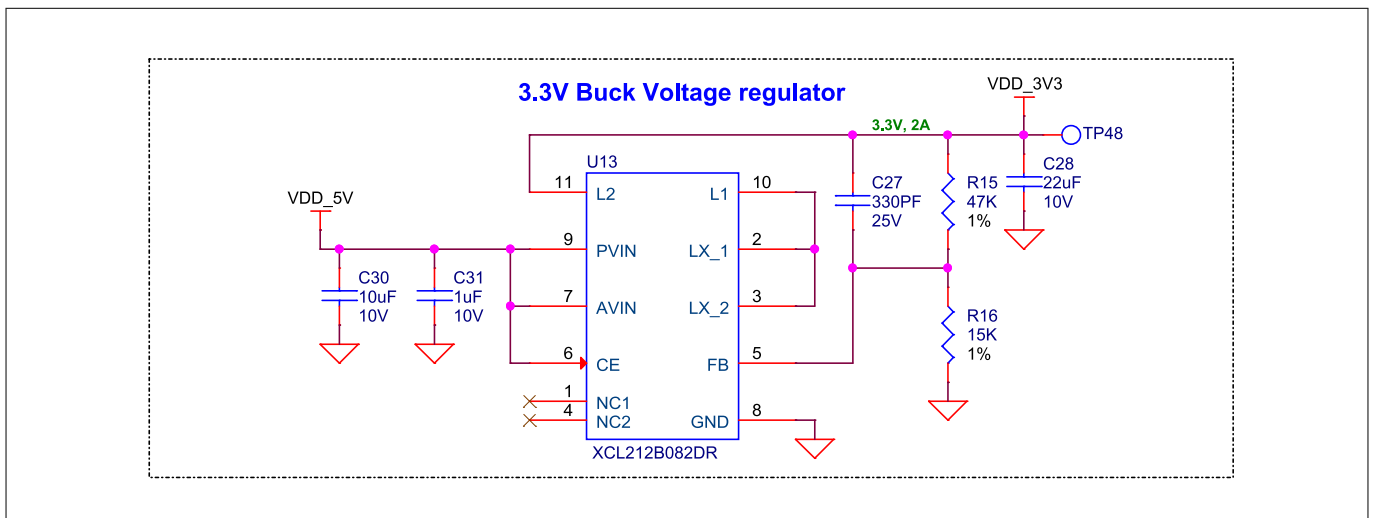 3.3V Buck Voltage regulator
VDD_3V3
3.3V, 2A
TP48
U13
C28
22uF
10V
C27
330PF
25V
R15
47K
1%
VDD_5V
11
L2
L1
10
9
PVIN
LX_1
2
C30
10uF
10V
C31
1uF
10V
7
AVIN
LX_2
3
R16
15K
1%
6
CE
FB
5
1
NC1
4
NC2
GND
8
XCL212B082DR